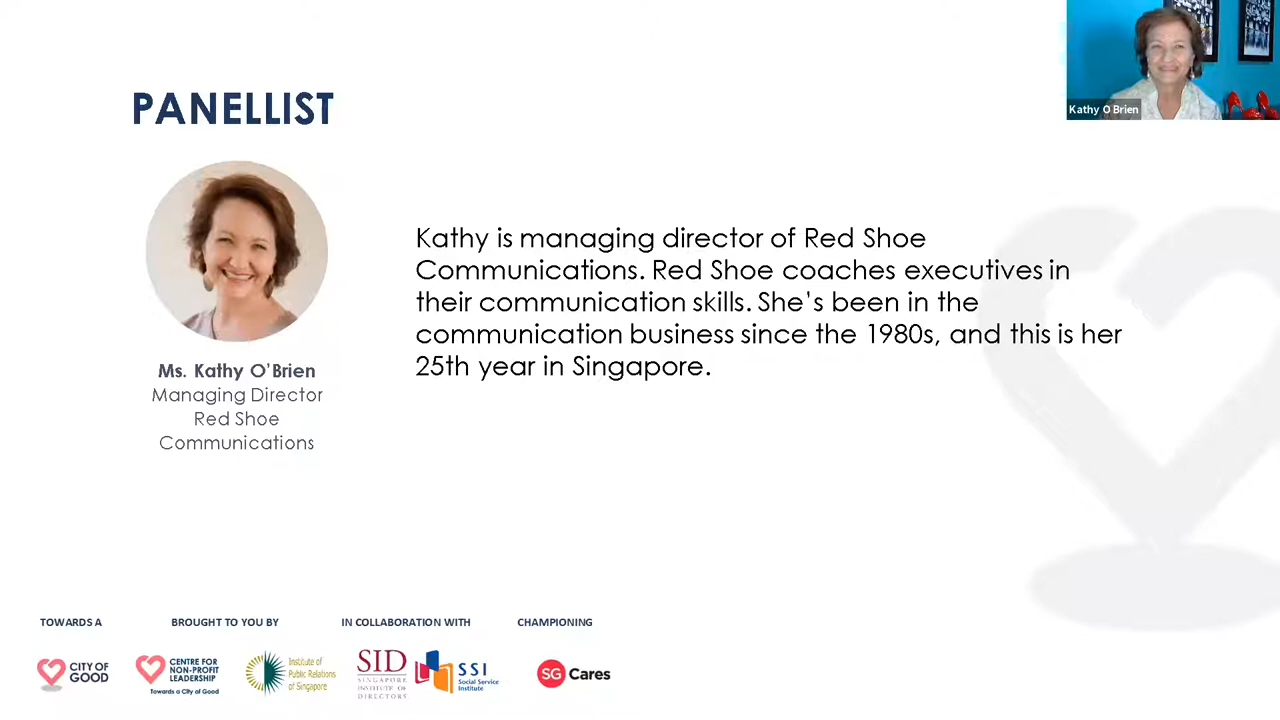 Kathy O Brien
PANELLIST
Ms. Kathy O'Brien
Managing Director
Red Shoe
Communications
Kathy is managing director of Red Shoe
Communications. Red Shoe coaches executives in
their communication skills. She's been in the
communication business since the 1980s, and this is her
25th year in Singapore.
TOWARDS A
CITY OF
GOOD
BROUGHT TO YOU BY
CENTRE FOR
NON-PROFIT
LEADERSHIP
Towards a City of Good
Institute of
Public Relations
of Singapore
IN COLLABORATION WITH
SID
SINGAPORE
INSTITUTE OF
DIRECTORS
SSI
Social Service
Institute
CHAMPIONING
SG Cares